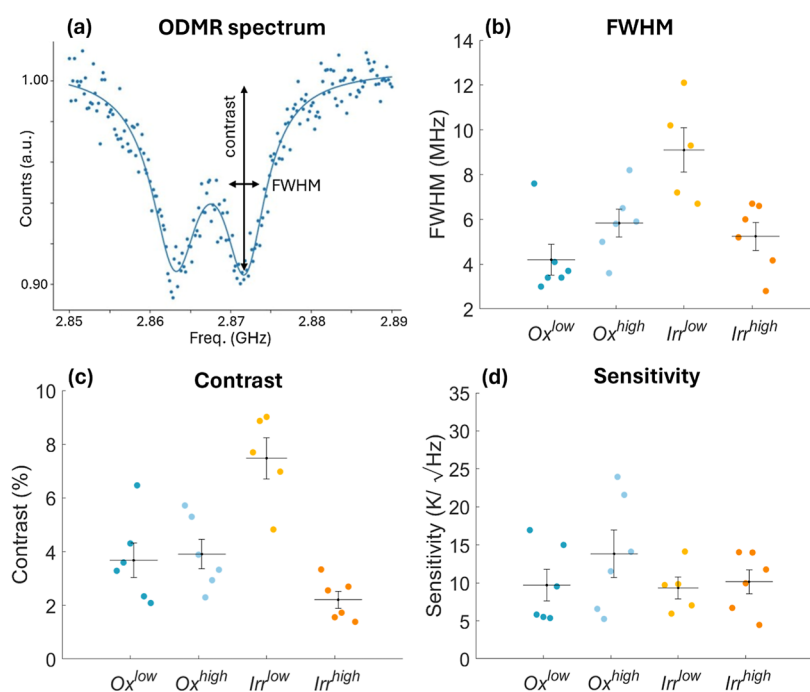 (a) ODMR spectrum
1.00
0.90
Counts (a.u.)
contrast
FWHM
2.85 2.86 2.87 2.88 2.89
Freq. (GHz)
(b) FWHM
14
12
10
8
6
4
2
FWHM (MHz)
Ox^low Ox^high Irr^low Irr^high
(c) Contrast
10
8
6
4
2
0
Contrast (%)
Ox^low Ox^high Irr^low Irr^high
(d) Sensitivity
35
30
25
20
15
10
5
0
Sensitivity (K/ √Hz)
Ox^low Ox^high Irr^low Irr^high